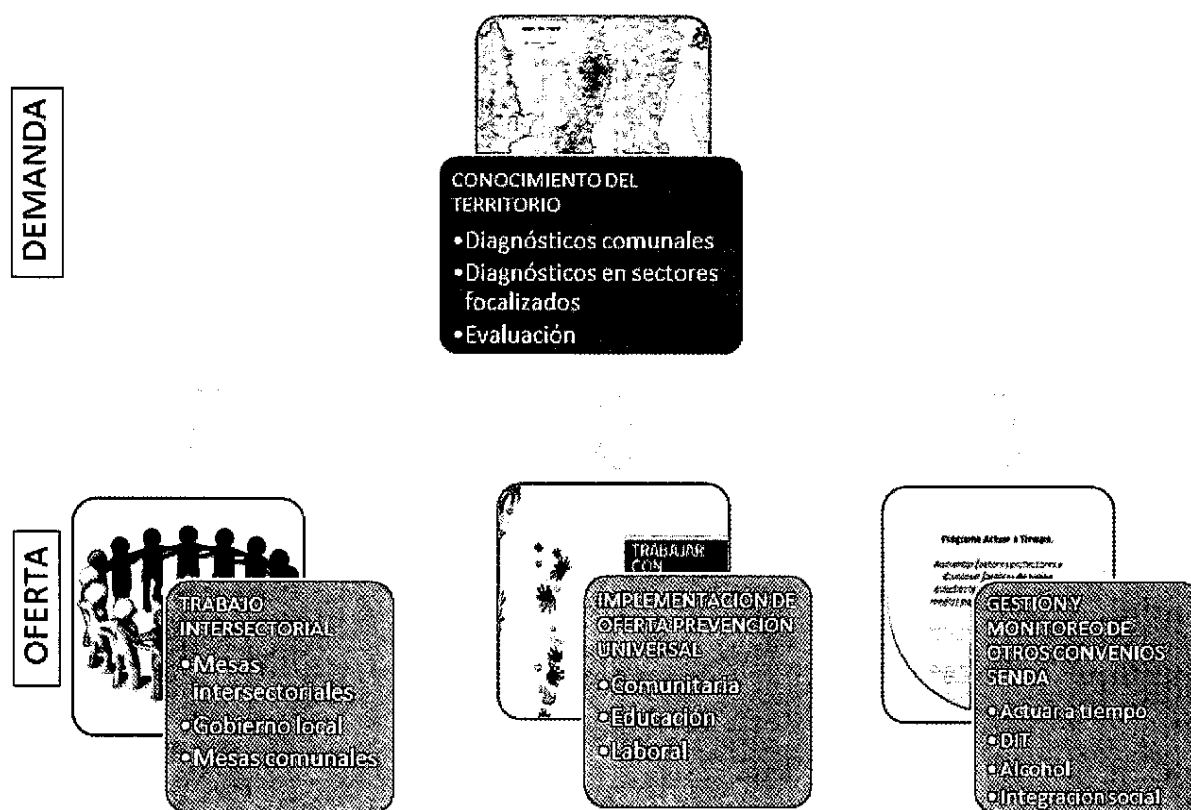 DEMANDA
CONOCIMIENTO DEL
TERRITORIO
•Diagnósticos comunales
•Diagnósticos en sectores
focalizados
•Evaluación
OFERTA
TRABAJO
INTERSECTORIAL
•Mesas
intersectoriales
•Gobierno local
•Mesas comunales
TRABAJAR
CON
IMPLEMENTACION DE
OFERTA PREVENCION
UNIVERSAL
•Comunitaria
•Educación
•Laboral
Programa Actuar a Tiempo.
GESTIÓN Y
MONITOREO DE
OTROS CONVENIOS
SENDA
•Actuar a tiempo
•DIT
•Alcohol
•Integración social